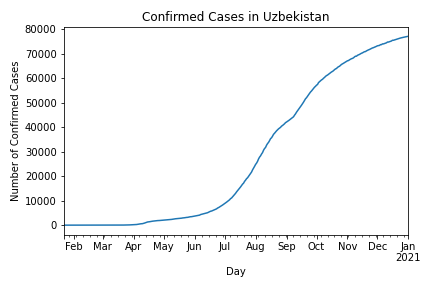 Confirmed Cases in Uzbekistan
80000
70000
60000
50000
40000
30000
20000
10000
0
Number of Confirmed Cases
Feb Mar Apr May Jun Jul Aug Sep Oct Nov Dec Jan
2021
Day